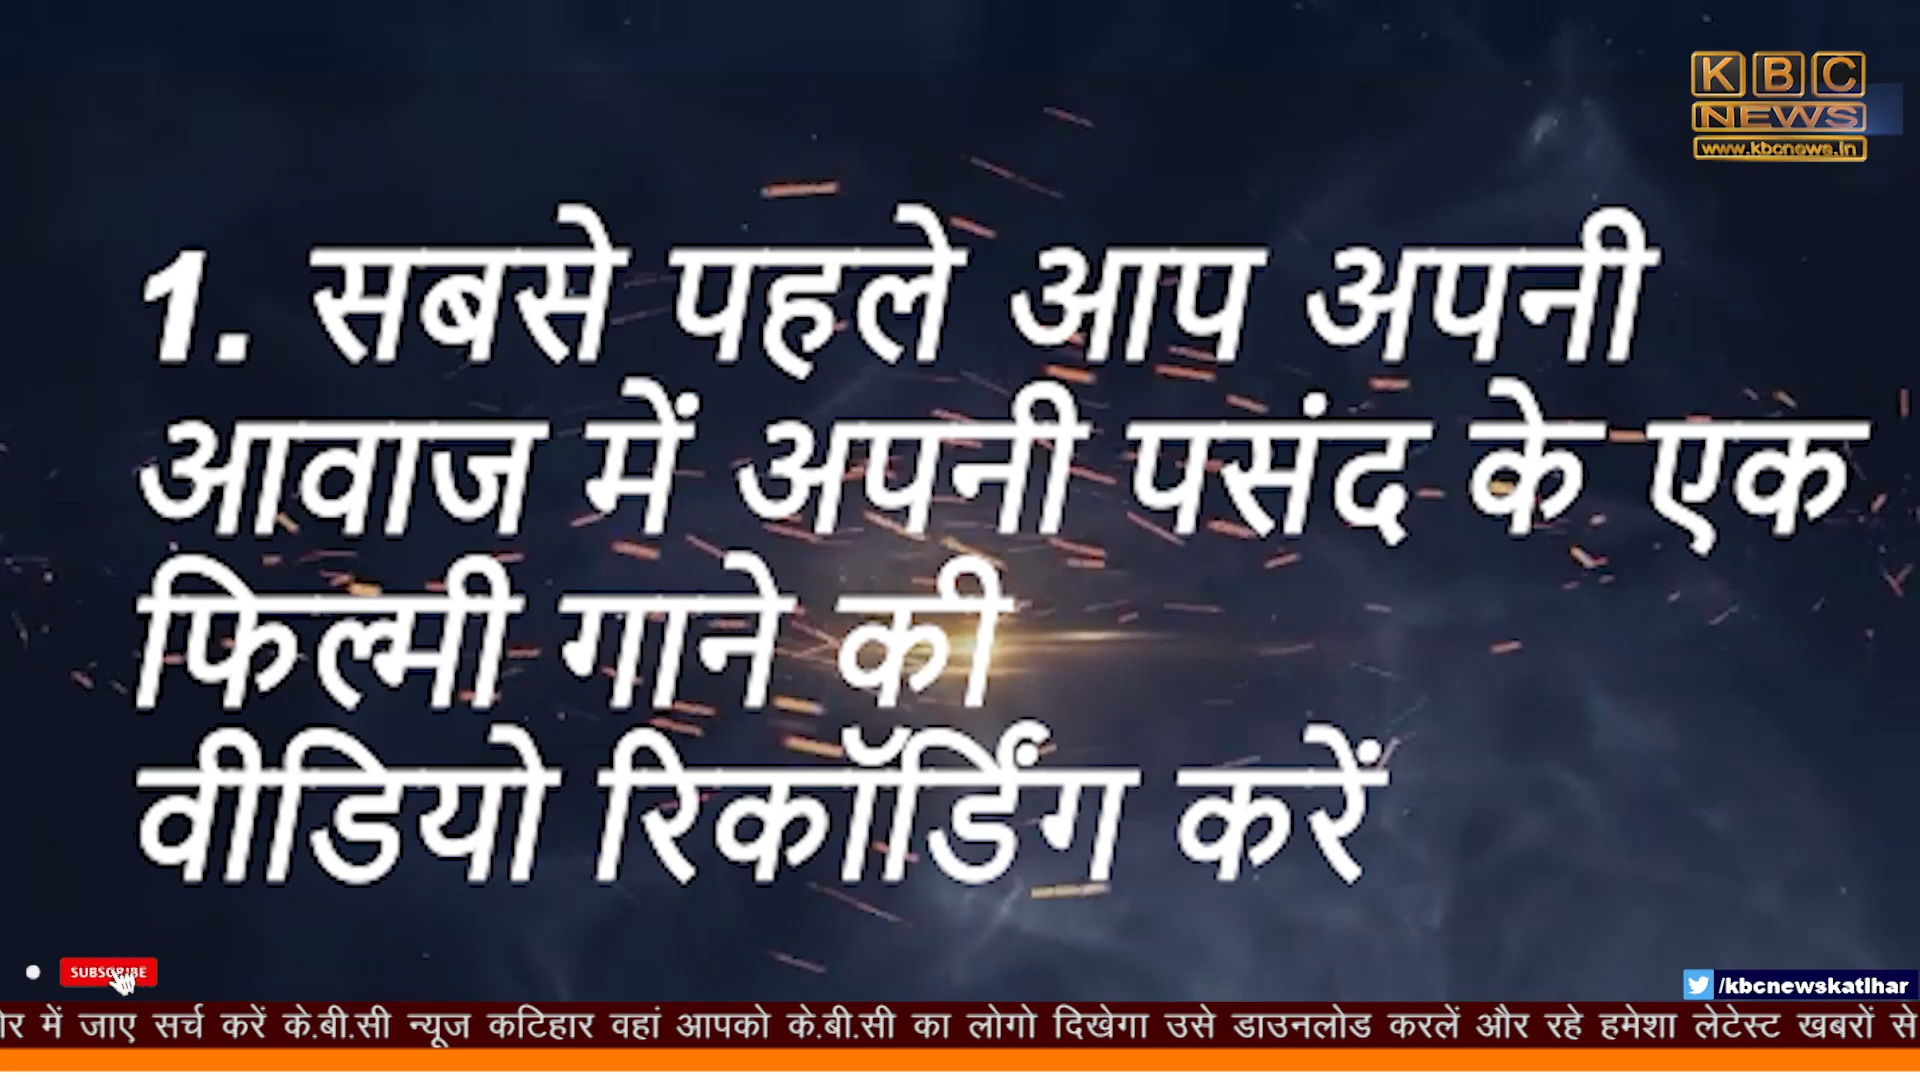 K B C
NEWS
www.kbcnews.in
1. सबसे पहले आप अपनी
आवाज में अपनी पसंद के एक
फिल्मी गाने की
वीडियो रिकॉर्डिंग करें
SUBSCRIBE
/kbcnewskatihar
में जाए सर्च करें के.बी.सी न्यूज कटिहार वहां आपको के.बी.सी का लोगो दिखेगा उसे डाउनलोड करलें और रहे हमेशा लेटेस्ट खबरों से